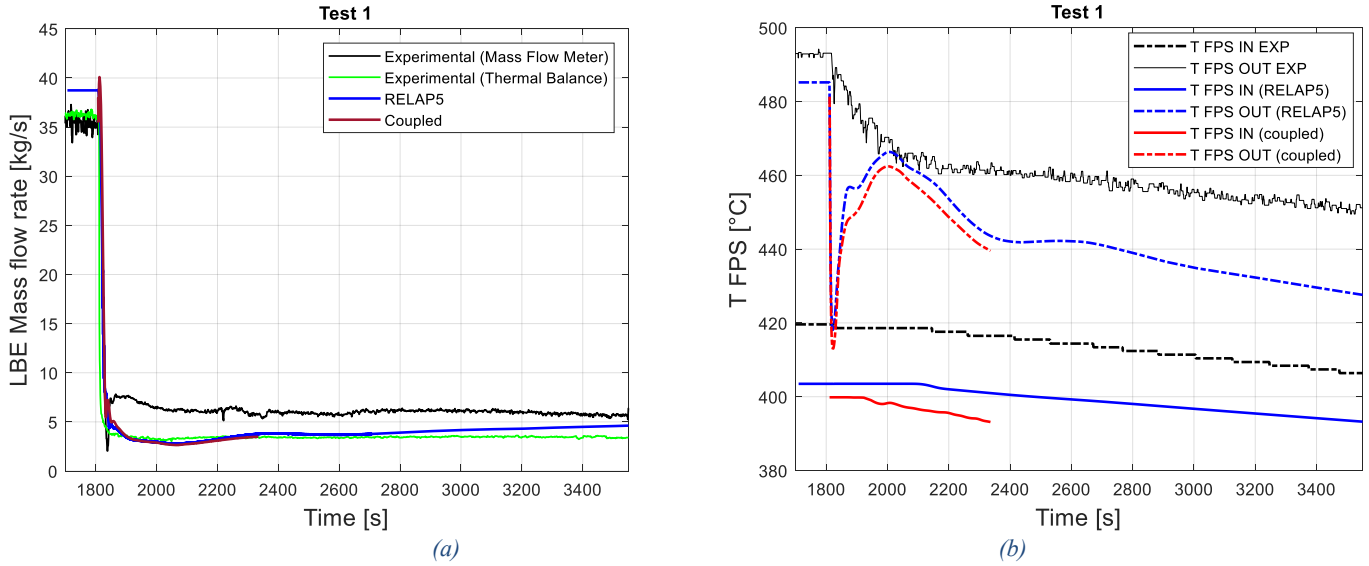 Test 1
LBE Mass flow rate [kg/s]
45
40
35
30
25
20
15
10
5
0
Experimental (Mass Flow Meter)
Experimental (Thermal Balance)
RELAP5
Coupled
1800 2000 2200 2400 2600 2800 3000 3200 3400
Time [s]
(a)
Test 1
T FPS [°C]
500
480
460
440
420
400
380
T FPS IN EXP
T FPS OUT EXP
T FPS IN (RELAP5)
T FPS OUT (RELAP5)
T FPS IN (coupled)
T FPS OUT (coupled)
1800 2000 2200 2400 2600 2800 3000 3200 3400
Time [s]
(b)